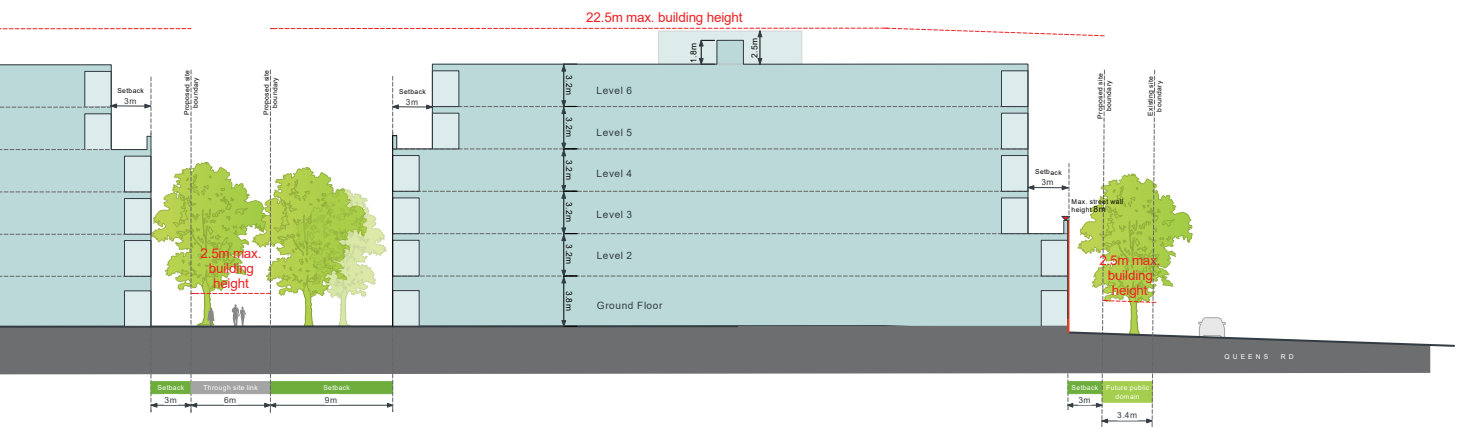 22.5m max. building height
1.8m
2.5m
Setback
3m
Proposed site
boundary
Proposed site
boundary
Setback
3m
3.2m
Level 6
3.2m
Level 5
3.2m
Level 4
3.2m
Level 3
3.2m
Level 2
3.8m
Ground Floor
Proposed site
boundary
Existing site
boundary
Setback
3m
Max. street wall
height 8m
2.5m max.
building
height
2.5m max.
building
height
QUEENS RD
Setback
Through site link
Setback
3m
6m
9m
Setback
Future public
domain
3m
3.4m